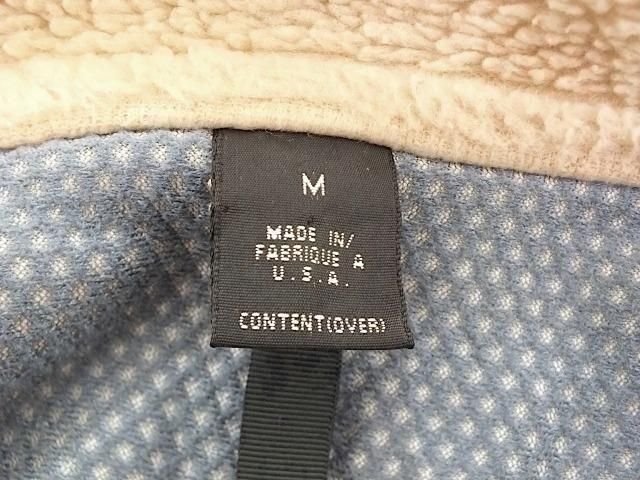 M
MADE IN/
FABRIQUE A
U.S.A.
CONTENT(OVER)